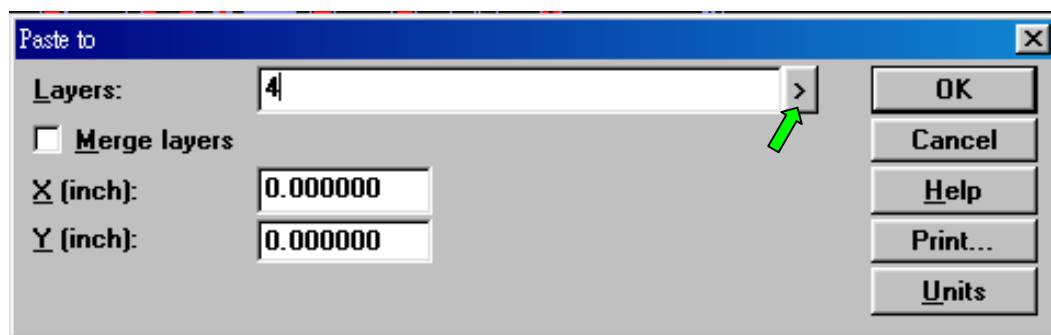 Paste to
Layers: 4 > OK
Merge layers Cancel
X (inch): 0.000000 Help
Y (inch): 0.000000 Print...
Units